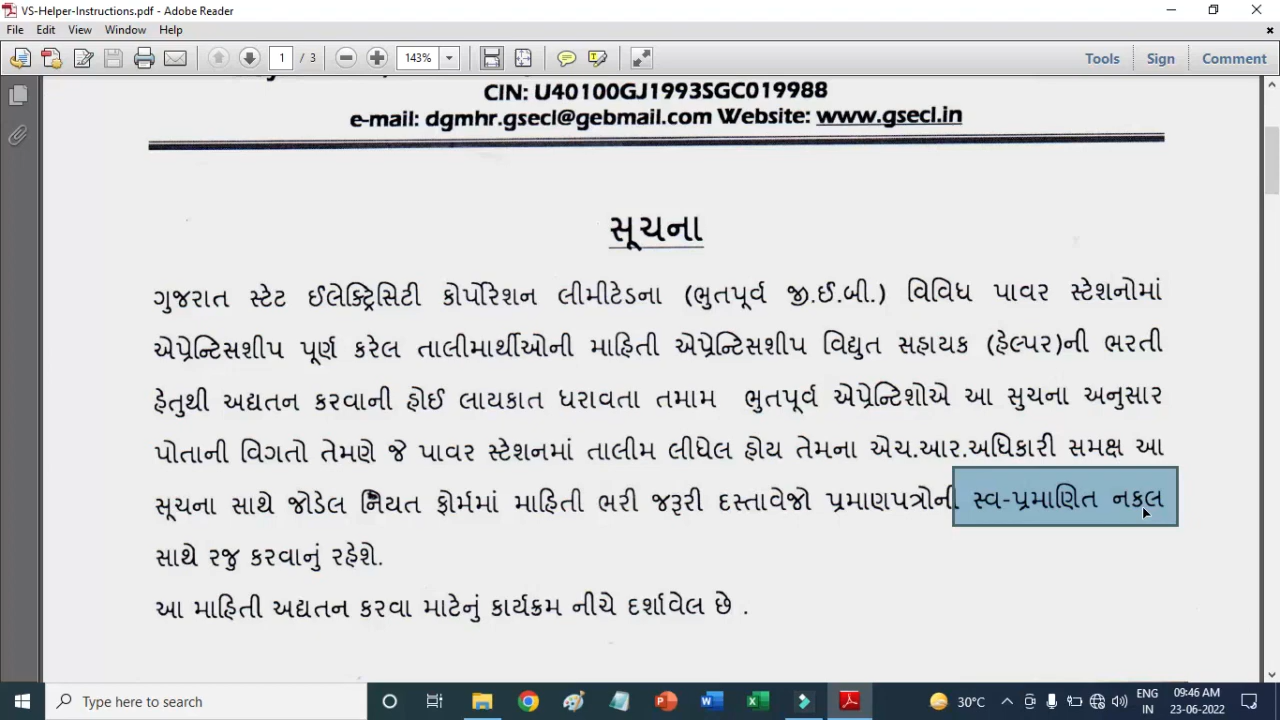 VS-Helper-Instructions.pdf - Adobe Reader
File Edit View Window Help
1 / 3 143% Tools Sign Comment
CIN: U40100GJ1993SGC019988
e-mail: dgmhr.gsecl@gebmail.com Website: www.gsecl.in
સૂચના
ગુજરાત સ્ટેટ ઈલેક્ટ્રિસિટી કોર્પોરેશન લીમીટેડના (ભુતપૂર્વ જી.ઈ.બી.) વિવિધ પાવર સ્ટેશનોમાં
એપ્રેન્ટિસશીપ પૂર્ણ કરેલ તાલીમાર્થીઓની માહિતી એપ્રેન્ટિસશીપ વિદ્યુત સહાયક (હેલ્પર)ની ભરતી
હેતુથી અદ્યતન કરવાની હોઈ લાયકાત ધરાવતા તમામ ભુતપૂર્વ એપ્રેન્ટિશોએ આ સુચના અનુસાર
પોતાની વિગતો તેમણે જે પાવર સ્ટેશનમાં તાલીમ લીધેલ હોય તેમના એચ.આર.અધિકારી સમક્ષ આ
સૂચના સાથે જોડેલ નિયત ફોર્મમાં માહિતી ભરી જરૂરી દસ્તાવેજો પ્રમાણપત્રોની સ્વ-પ્રમાણિત નકલ
સાથે રજુ કરવાનું રહેશે.
આ માહિતી અદ્યતન કરવા માટેનું કાર્યક્રમ નીચે દર્શાવેલ છે .
Type here to search 30°C ENG 09:46 AM
IN 23-06-2022